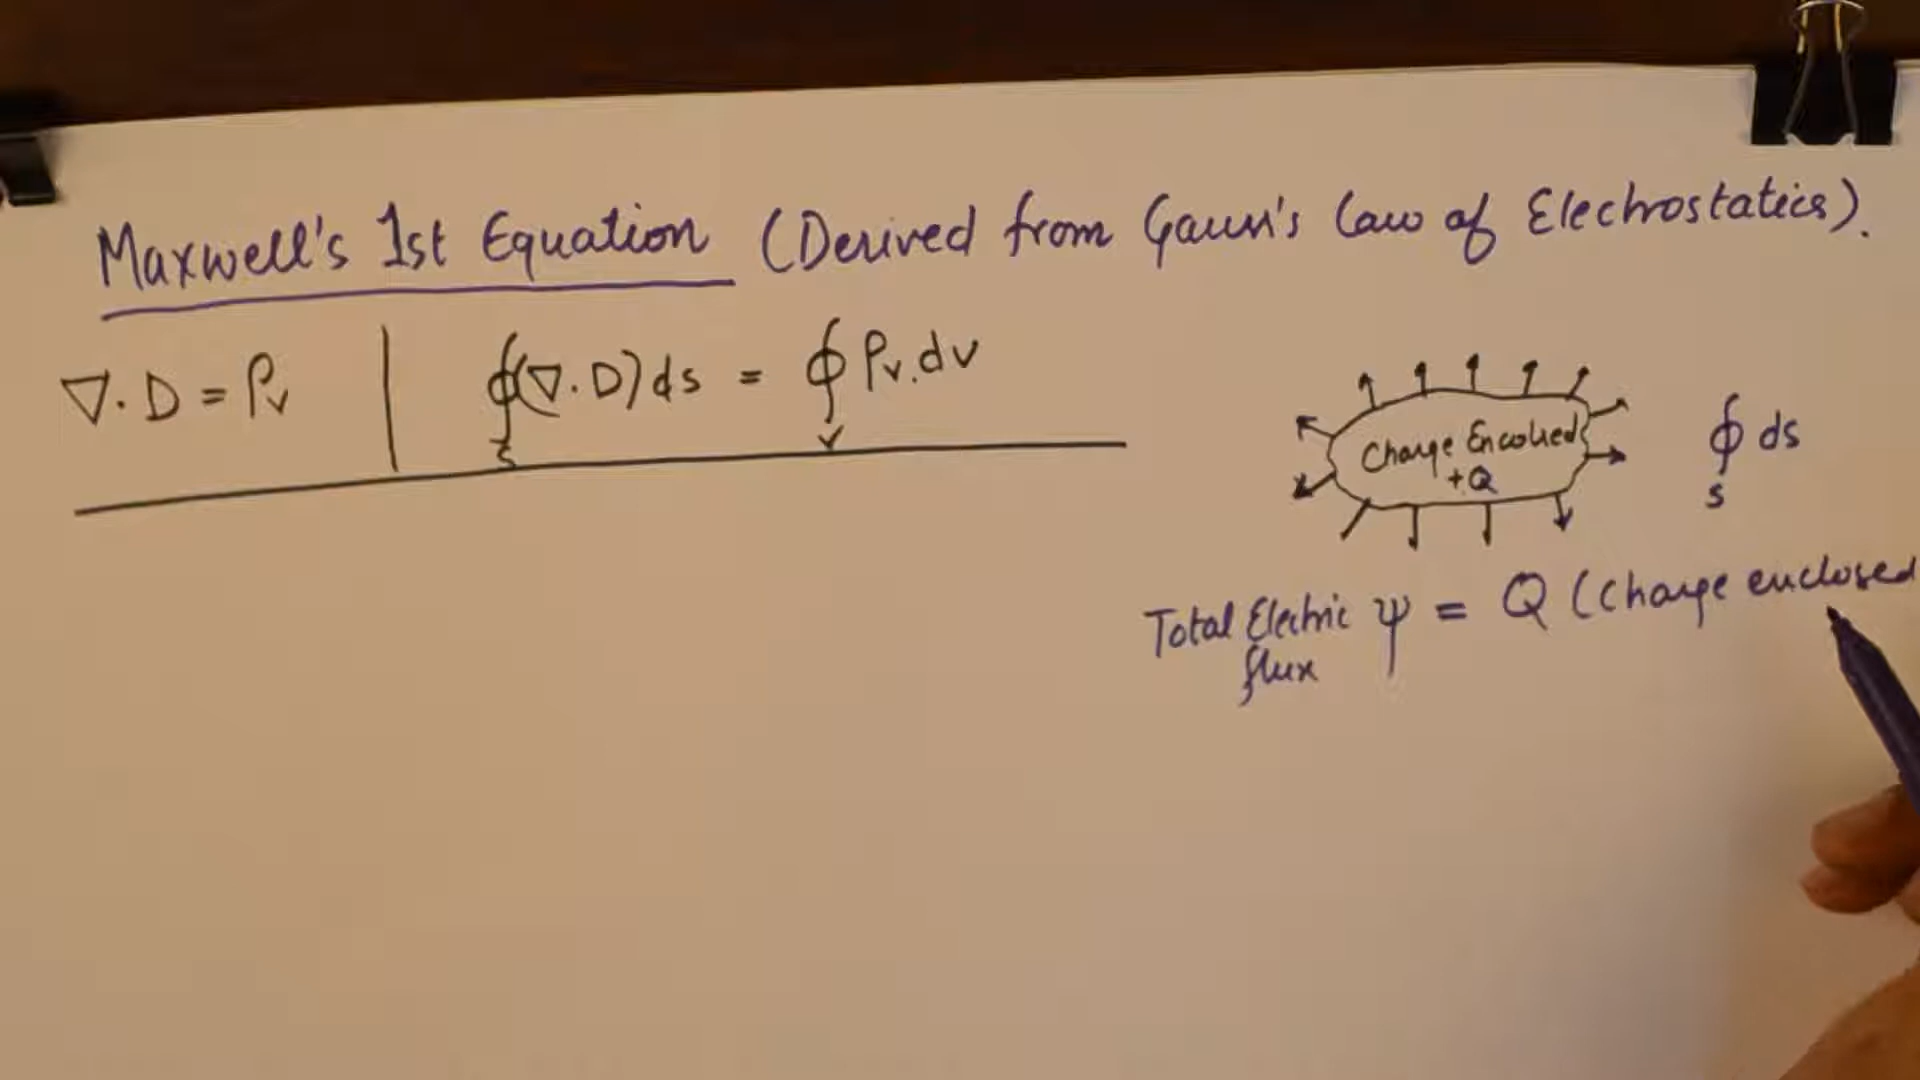 Maxwell's 1st Equation (Derived from Gauss's Law of Electrostatics).
∇. D = ρv | ∮s (∇. D) ds = ∮v ρv. dv
Charge Encolsed
+Q
∮s ds
Total Electric flux ψ = Q (Charge enclosed